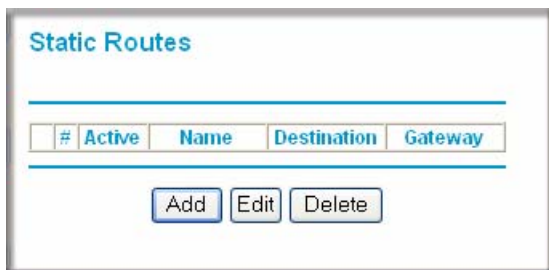 Static Routes
# Active Name Destination Gateway
Add Edit Delete